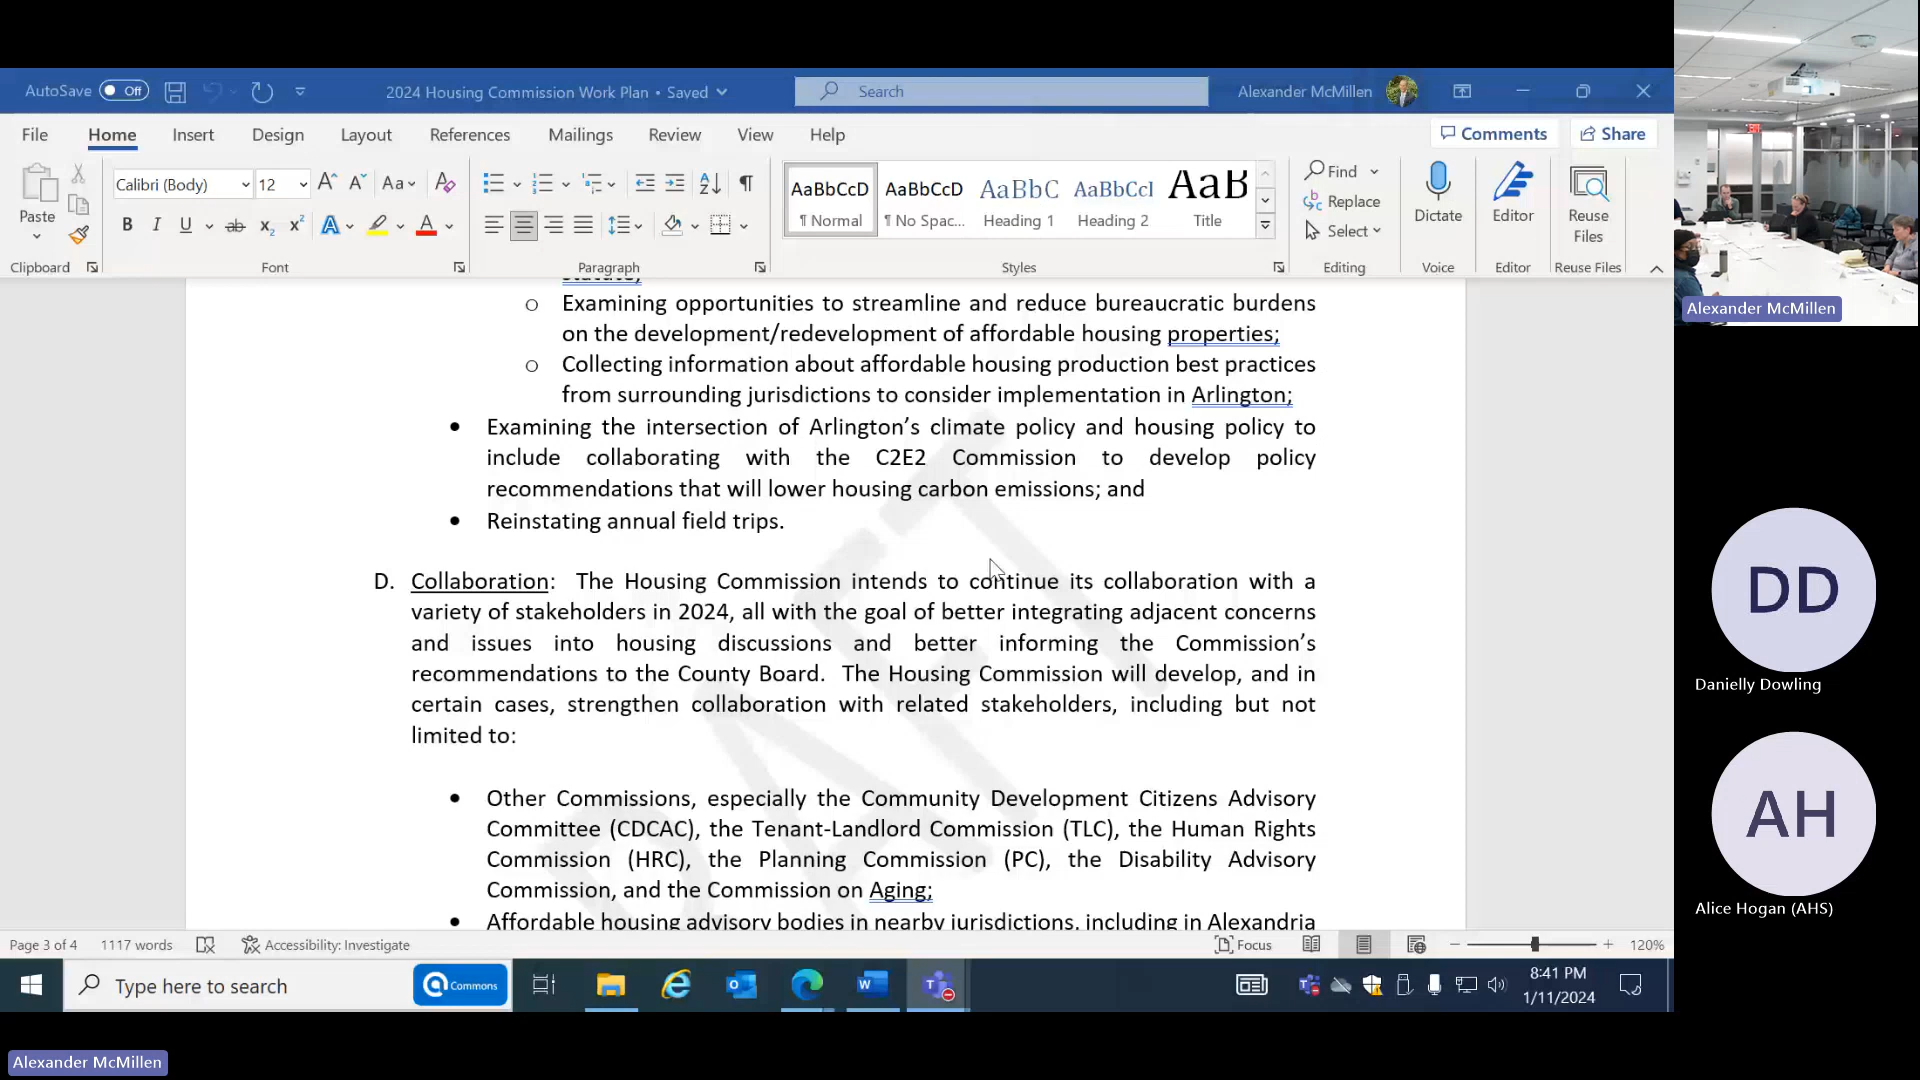 AutoSave Off
2024 Housing Commission Work Plan • Saved
Search
Alexander McMillen
File Home Insert Design Layout References Mailings Review View Help
Comments Share
Paste
Calibri (Body) 12
AaBbCcD AaBbCcD AaBbC AaBbCcI AaB
¶ Normal ¶ No Spac... Heading 1 Heading 2 Title
Find
Replace
Select
Dictate
Editor
Reuse
Files
Clipboard Font Paragraph Styles Editing Voice Editor Reuse Files
Statute;
o Examining opportunities to streamline and reduce bureaucratic burdens
on the development/redevelopment of affordable housing properties;
o Collecting information about affordable housing production best practices
from surrounding jurisdictions to consider implementation in Arlington;
• Examining the intersection of Arlington’s climate policy and housing policy to
include collaborating with the C2E2 Commission to develop policy
recommendations that will lower housing carbon emissions; and
• Reinstating annual field trips.
D. Collaboration: The Housing Commission intends to continue its collaboration with a
variety of stakeholders in 2024, all with the goal of better integrating adjacent concerns
and issues into housing discussions and better informing the Commission’s
recommendations to the County Board. The Housing Commission will develop, and in
certain cases, strengthen collaboration with related stakeholders, including but not
limited to:
• Other Commissions, especially the Community Development Citizens Advisory
Committee (CDCAC), the Tenant-Landlord Commission (TLC), the Human Rights
Commission (HRC), the Planning Commission (PC), the Disability Advisory
Commission, and the Commission on Aging;
• Affordable housing advisory bodies in nearby jurisdictions, including in Alexandria
DRAFT
Page 3 of 4 1117 words Accessibility: Investigate Focus 120%
Type here to search
Commons
8:41 PM
1/11/2024
Alexander McMillen
DD
Danielly Dowling
AH
Alice Hogan (AHS)
Alexander McMillen